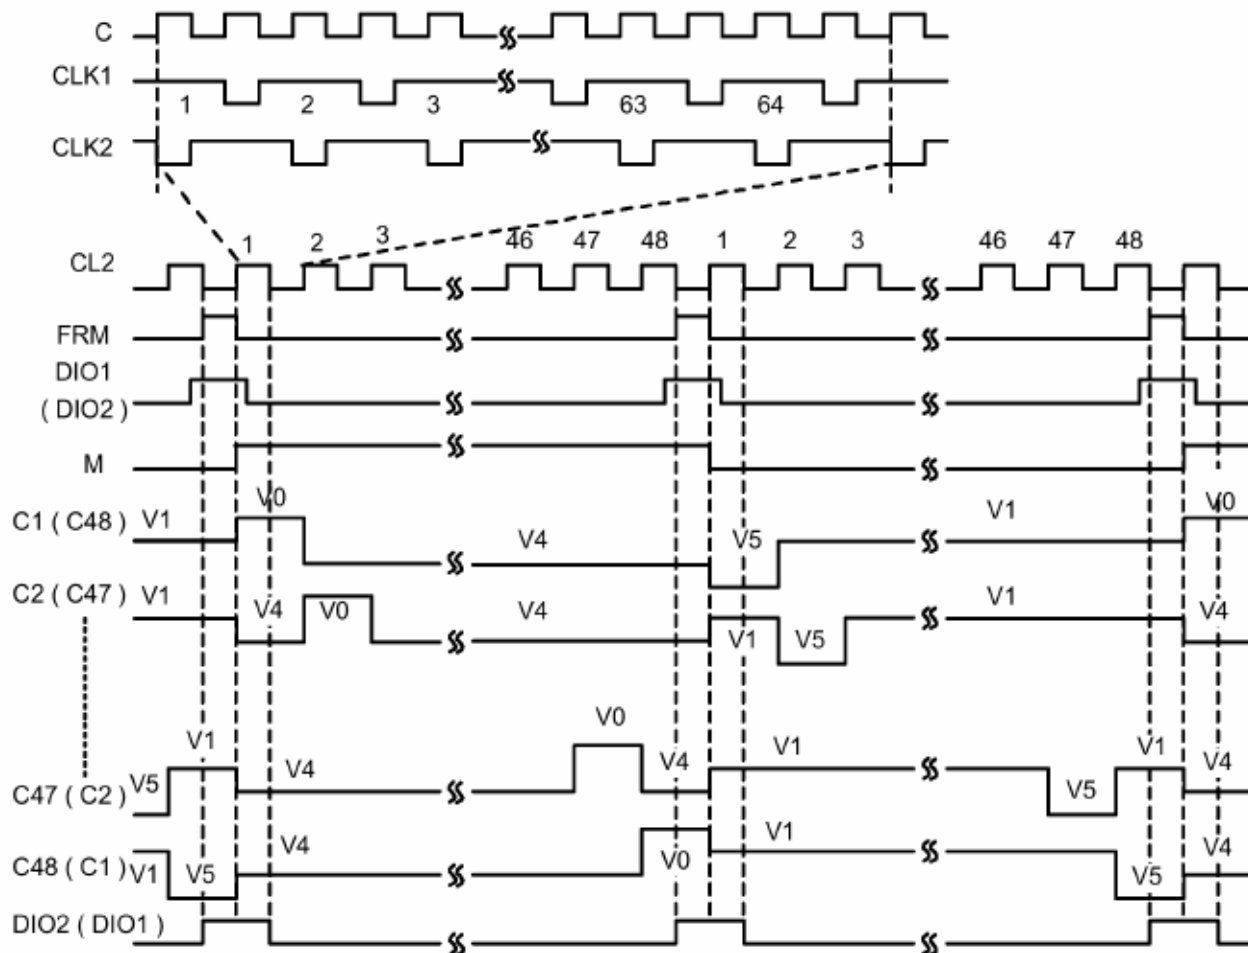 C
CLK1
1 2 3 63 64
CLK2
1 2 3 46 47 48 1 2 3 46 47 48
CL2
FRM
DIO1
( DIO2 )
M
C1 ( C48 ) V1 V0 V4 V5 V1 V0
C2 ( C47 ) V1 V4 V0 V4 V1 V5 V1 V4
V1 V0 V4 V1 V1 V4
C47 ( C2 ) V5 V4 V5
C48 ( C1 ) V1 V5 V4 V0 V1 V5 V4
DIO2 ( DIO1 )